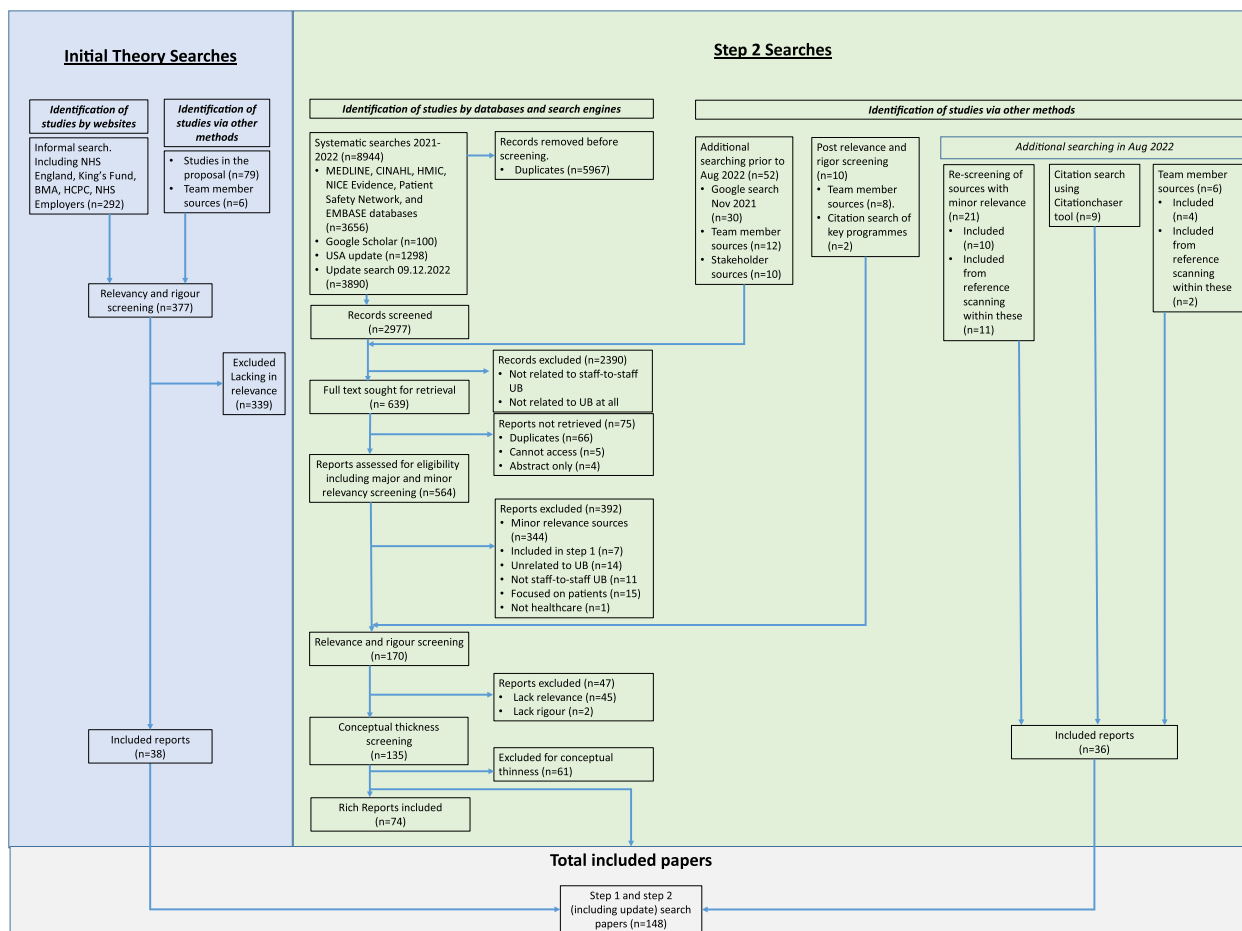 Initial Theory Searches
Identification of
studies by websites
Identification of
studies via other
methods
Informal search.
Including NHS
England, King's Fund,
BMA, HCPC, NHS
Employers (n=292)
• Studies in the
proposal (n=79)
• Team member
sources (n=6)
Relevancy and rigour
screening (n=377)
Excluded
Lacking in
relevance
(n=339)
Included reports
(n=38)
Step 2 Searches
Identification of studies by databases and search engines
Systematic searches 2021-
2022 (n=8944)
• MEDLINE, CINAHL, HMIC,
NICE Evidence, Patient
Safety Network, and
EMBASE databases
(n=3656)
• Google Scholar (n=100)
• USA update (n=1298)
• Update search 09.12.2022
(n=3890)
Records removed before
screening.
• Duplicates (n=5967)
Records screened
(n=2977)
Records excluded (n=2390)
• Not related to staff-to-staff
UB
• Not related to UB at all
Full text sought for retrieval
(n= 639)
Reports not retrieved (n=75)
• Duplicates (n=66)
• Cannot access (n=5)
• Abstract only (n=4)
Reports assessed for eligibility
including major and minor
relevancy screening (n=564)
Reports excluded (n=392)
• Minor relevance sources
(n=344)
• Included in step 1 (n=7)
• Unrelated to UB (n=14)
• Not staff-to-staff UB (n=11
• Focused on patients (n=15)
• Not healthcare (n=1)
Relevance and rigour screening
(n=170)
Reports excluded (n=47)
• Lack relevance (n=45)
• Lack rigour (n=2)
Conceptual thickness
screening
(n=135)
Excluded for conceptual
thinness (n=61)
Rich Reports included
(n=74)
Identification of studies via other methods
Additional
searching prior to
Aug 2022 (n=52)
• Google search
Nov 2021
(n=30)
• Team member
sources (n=12)
• Stakeholder
sources (n=10)
Post relevance and
rigor screening
(n=10)
• Team member
sources (n=8).
• Citation search of
key programmes
(n=2)
Additional searching in Aug 2022
Re-screening of
sources with
minor relevance
(n=21)
• Included
(n=10)
• Included
from
reference
scanning
within these
(n=11)
Citation search
using
Citationchaser
tool (n=9)
Team member
sources (n=6)
• Included
(n=4)
• Included
from
reference
scanning
within these
(n=2)
Included reports
(n=36)
Total included papers
Step 1 and step 2
(including update) search
papers (n=148)